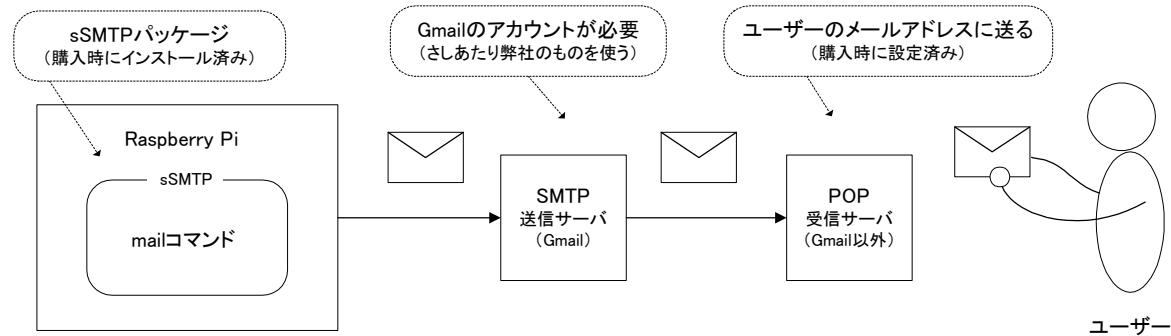 sSMTPパッケージ
（購入時にインストール済み）
Gmailのアカウントが必要
（さしあたり弊社のものを使う）
ユーザーのメールアドレスに送る
（購入時に設定済み）
Raspberry Pi
sSMTP
mailコマンド
SMTP
送信サーバ
（Gmail）
POP
受信サーバ
（Gmail以外）
ユーザー